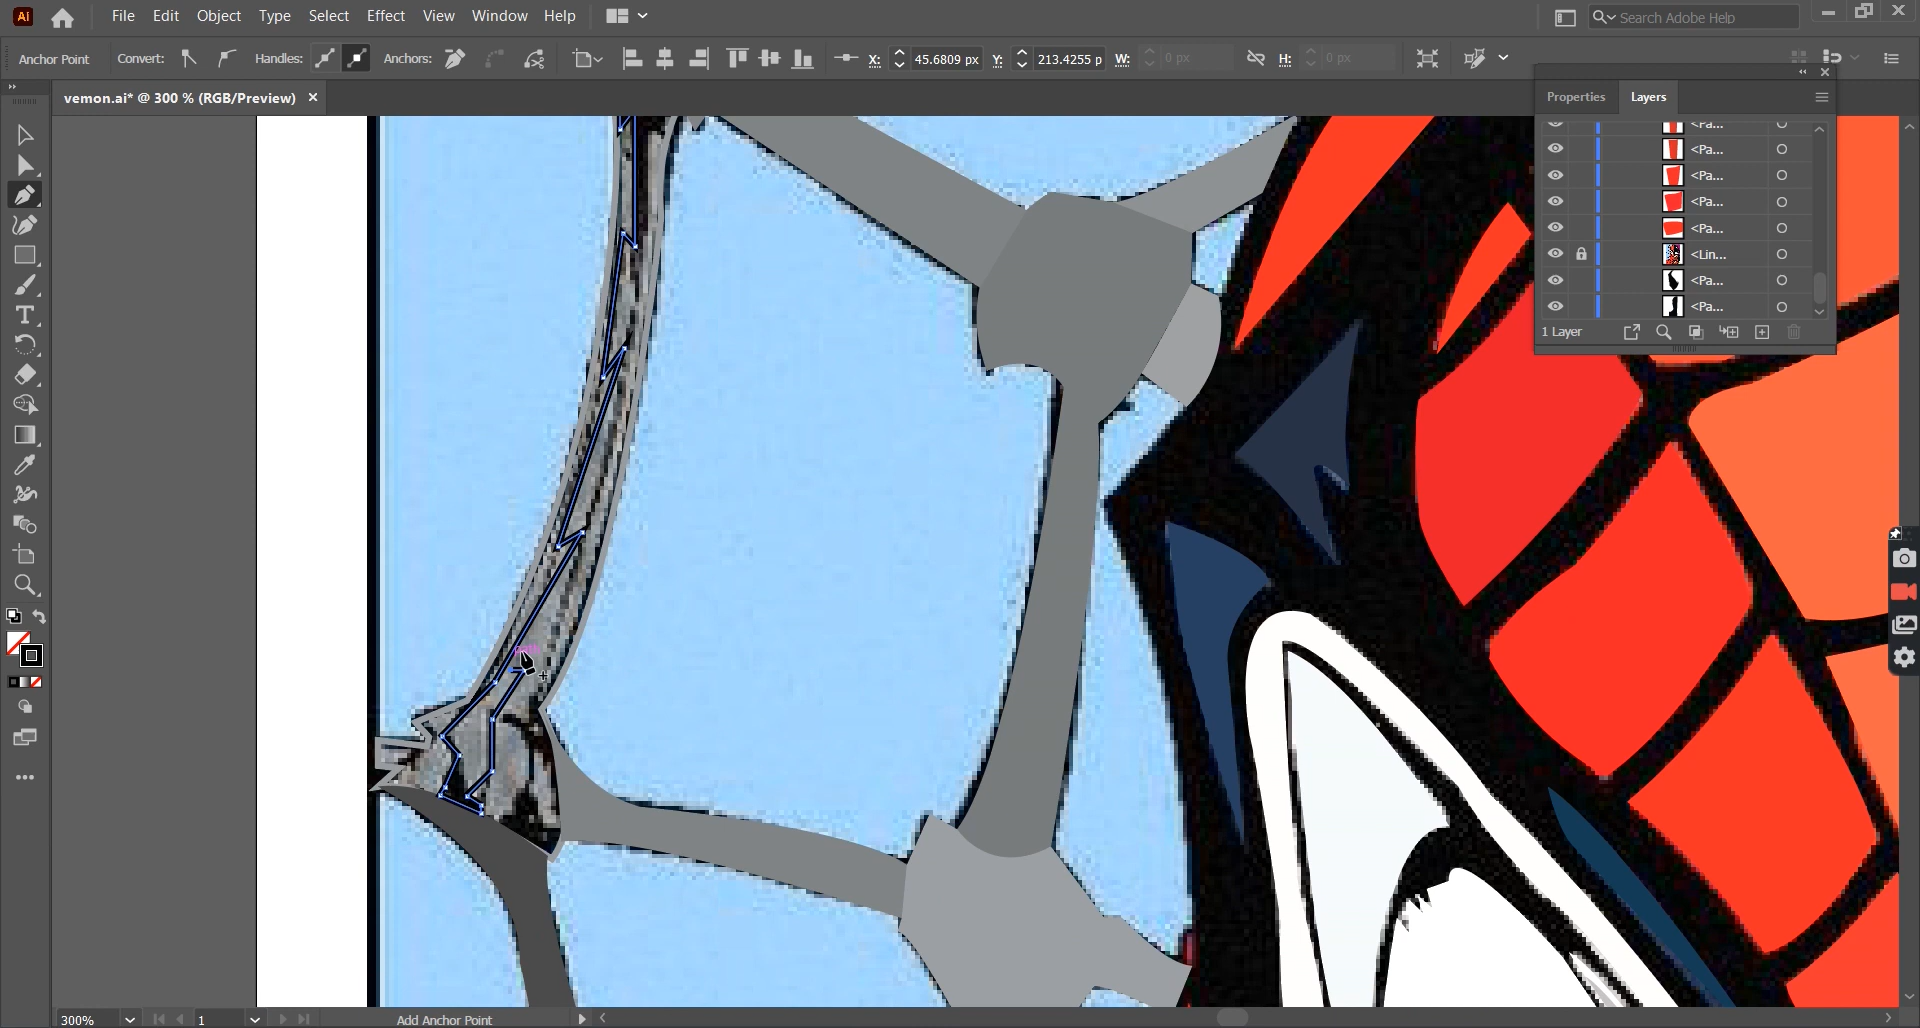 Ai File Edit Object Type Select Effect View Window Help Search Adobe Help
Anchor Point Convert: Handles: Anchors: X: 45.6809 px Y: 213.4255 p W: 0 px H: 0 px
vemon.ai* @ 300 % (RGB/Preview)
Properties Layers
<Pa...
<Pa...
<Pa...
<Pa...
<Pa...
<Lin...
<Pa...
<Pa...
1 Layer
300% 1 Add Anchor Point